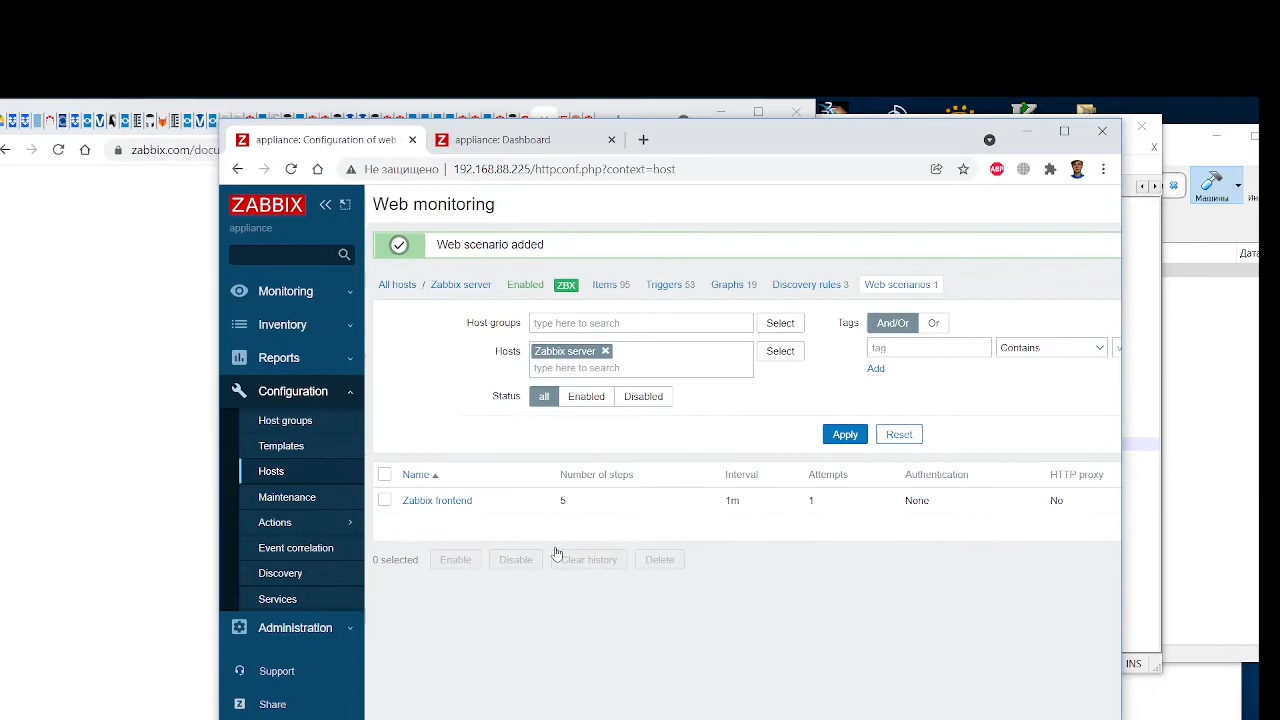 appliance: Configuration of web
appliance: Dashboard
zabbix.com/docu
Не защищено
192.168.88.225/httpconf.php?context=host
ABP
Машины
Дата
ZABBIX
appliance
Monitoring
Inventory
Reports
Configuration
Host groups
Templates
Hosts
Maintenance
Actions
Event correlation
Discovery
Services
Administration
Support
Share
Web monitoring
Web scenario added
All hosts / Zabbix server Enabled ZBX Items 95 Triggers 53 Graphs 19 Discovery rules 3 Web scenarios 1
Host groups type here to search Select Tags And/Or Or
Hosts Zabbix server Select tag Contains
type here to search Add
Status all Enabled Disabled
Apply Reset
Name Number of steps Interval Attempts Authentication HTTP proxy
Zabbix frontend 5 1m 1 None No
0 selected Enable Disable Clear history Delete
INS